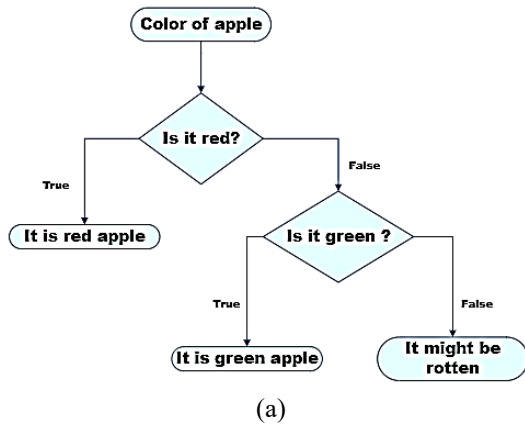 Color of apple
Is it red?
True
False
It is red apple
Is it green ?
True
False
It is green apple
It might be
rotten
(a)